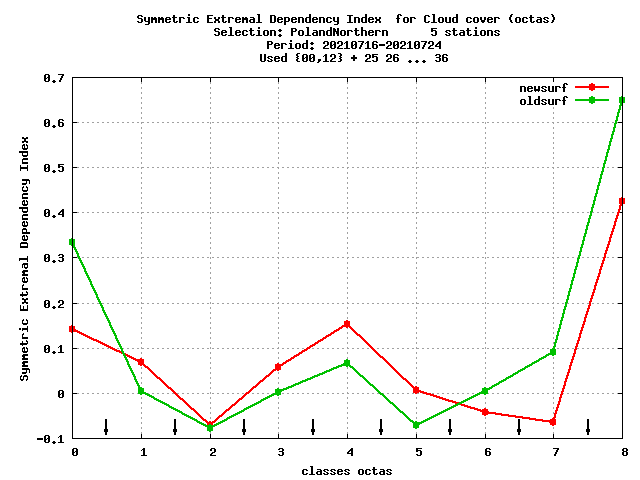 Symmetric Extremal Dependency Index  for Cloud cover (octas)
Selection: PolandNorthern      5 stations
Period: 20210716-20210724
Used {00,12} + 25 26 ... 36
newsurf
oldsurf
Symmetric Extremal Dependency Index
0.7
0.6
0.5
0.4
0.3
0.2
0.1
0
-0.1
0 1 2 3 4 5 6 7 8
classes octas